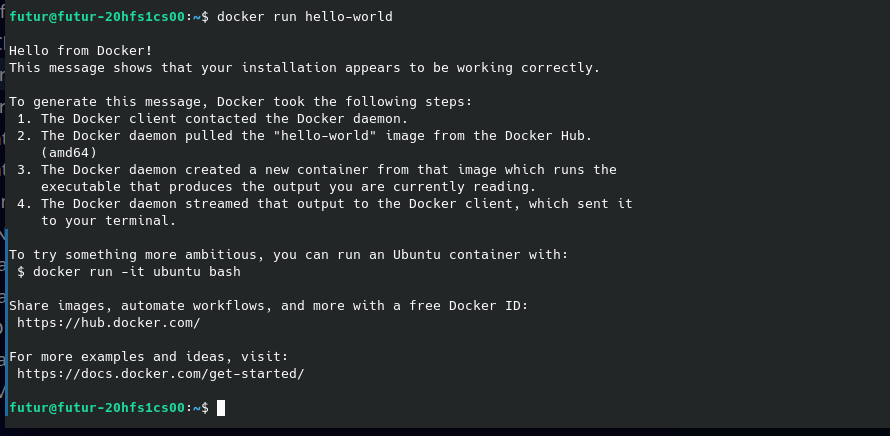 futur@futur-20hfs1cs00:~$ docker run hello-world
Hello from Docker!
This message shows that your installation appears to be working correctly.
To generate this message, Docker took the following steps:
1. The Docker client contacted the Docker daemon.
2. The Docker daemon pulled the "hello-world" image from the Docker Hub.
(amd64)
3. The Docker daemon created a new container from that image which runs the
executable that produces the output you are currently reading.
4. The Docker daemon streamed that output to the Docker client, which sent it
to your terminal.
To try something more ambitious, you can run an Ubuntu container with:
$ docker run -it ubuntu bash
Share images, automate workflows, and more with a free Docker ID:
https://hub.docker.com/
For more examples and ideas, visit:
https://docs.docker.com/get-started/
futur@futur-20hfs1cs00:~$